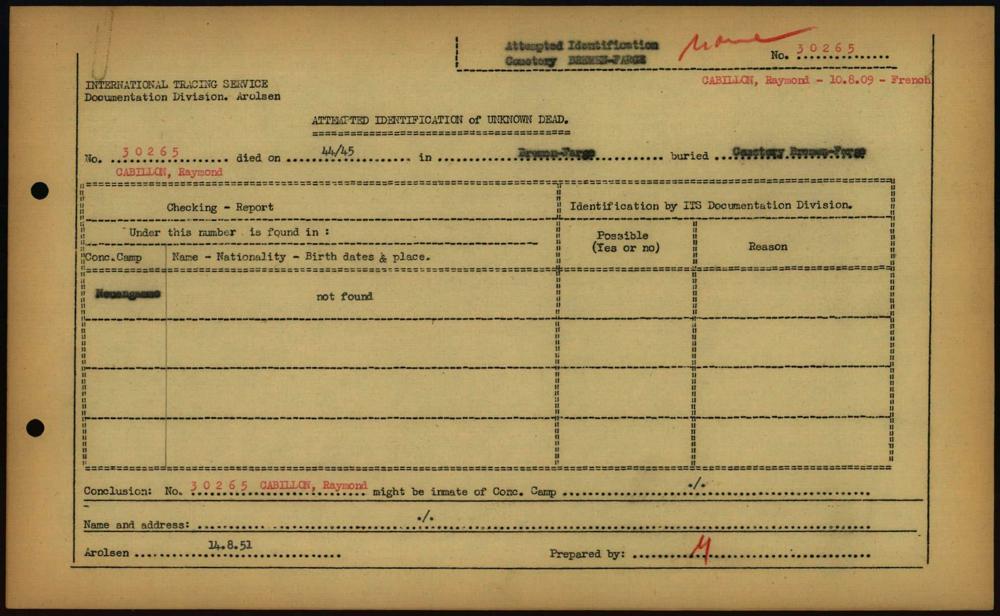 Attempted Identification
Cemetery BREMEN-FARGE
No. 30265
CABILLON, Raymond - 10.8.09 - French
INTERNATIONAL TRACING SERVICE
Documentation Division. Arolsen
ATTEMPTED IDENTIFICATION of UNKNOWN DEAD.
No. 30265 died on 44/45 in Bremen-Farge buried Cemetery Bremen-Farge
CABILLON, Raymond
Checking - Report
Identification by ITS Documentation Division.
Under this number is found in :
Possible
(Yes or no)
Reason
Conc.Camp
Name - Nationality - Birth dates & place.
Neuengamme
not found
Conclusion: No. 30265 CABILLON, Raymond might be inmate of Conc. Camp ./.
Name and address: ./.
Arolsen 14.8.51
Prepared by: